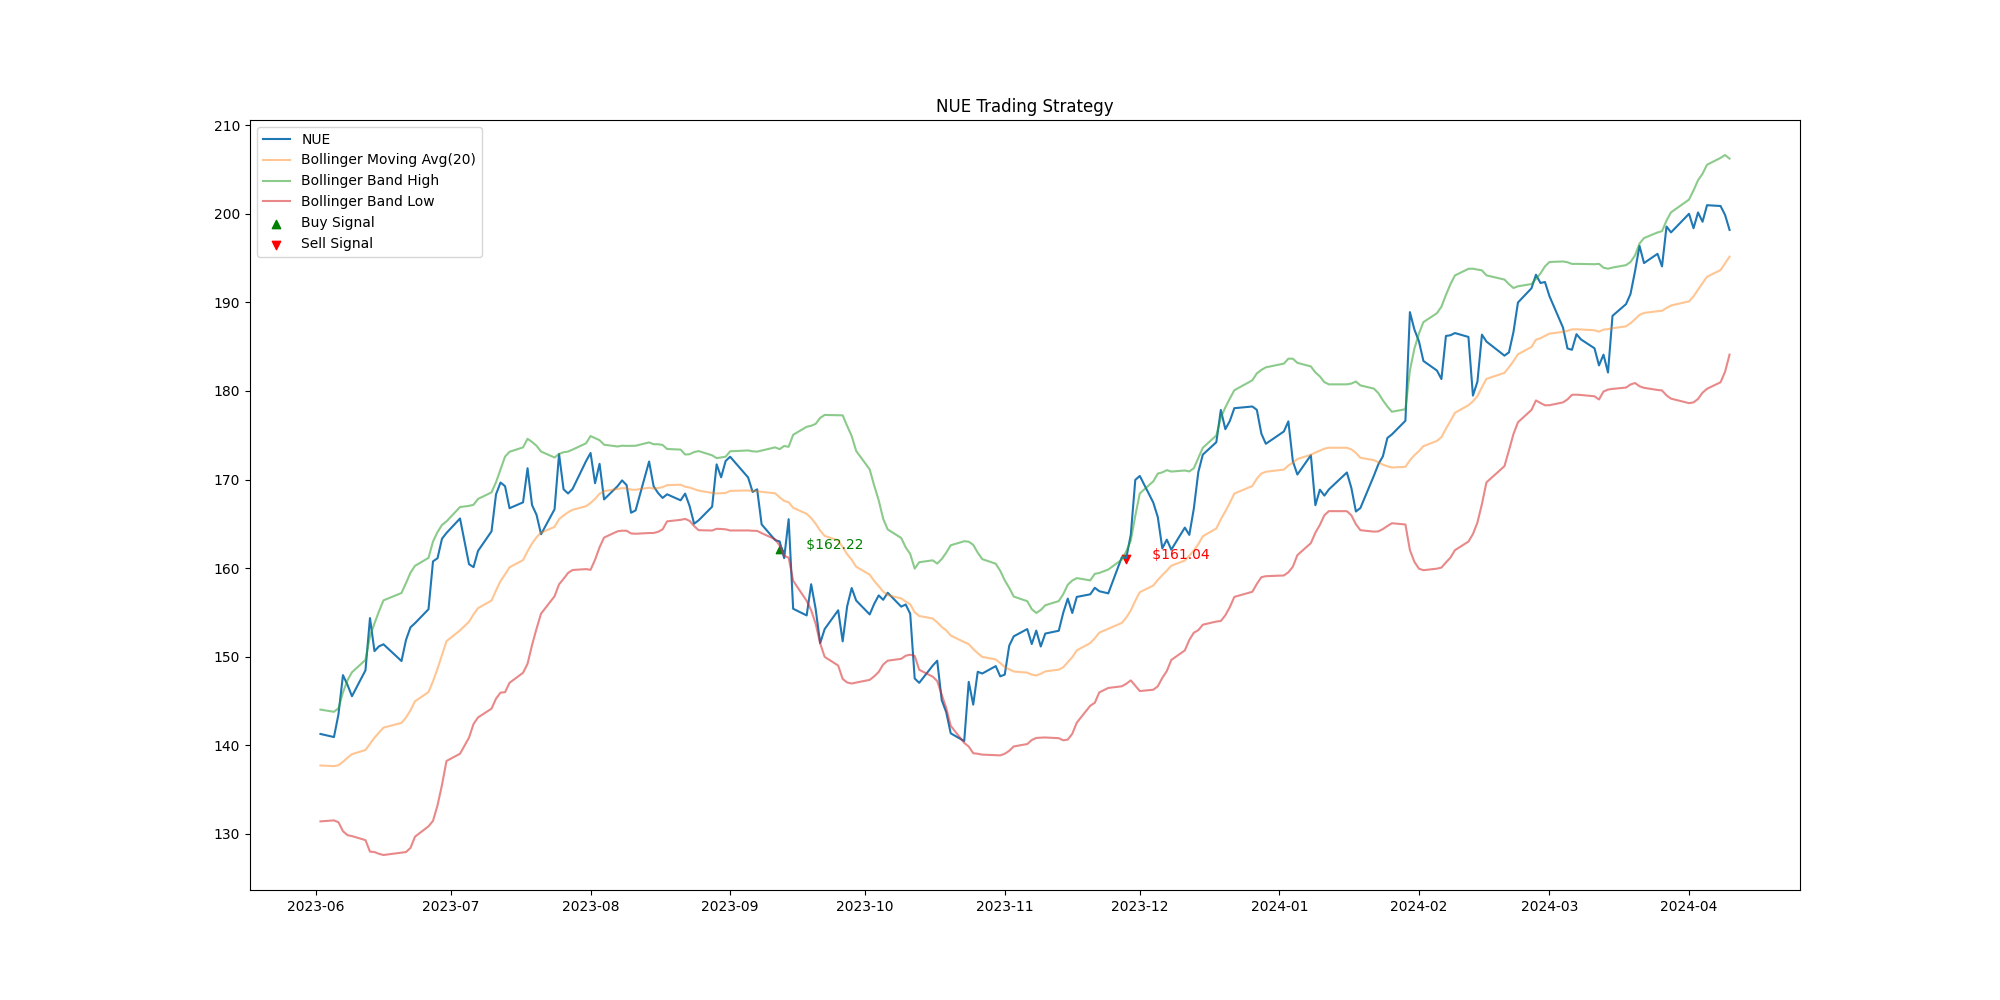 NUE Trading Strategy
210
200
190
180
170
160
150
140
130
NUE
Bollinger Moving Avg(20)
Bollinger Band High
Bollinger Band Low
Buy Signal
Sell Signal
$162.22
$161.04
2023-06 2023-07 2023-08 2023-09 2023-10 2023-11 2023-12 2024-01 2024-02 2024-03 2024-04